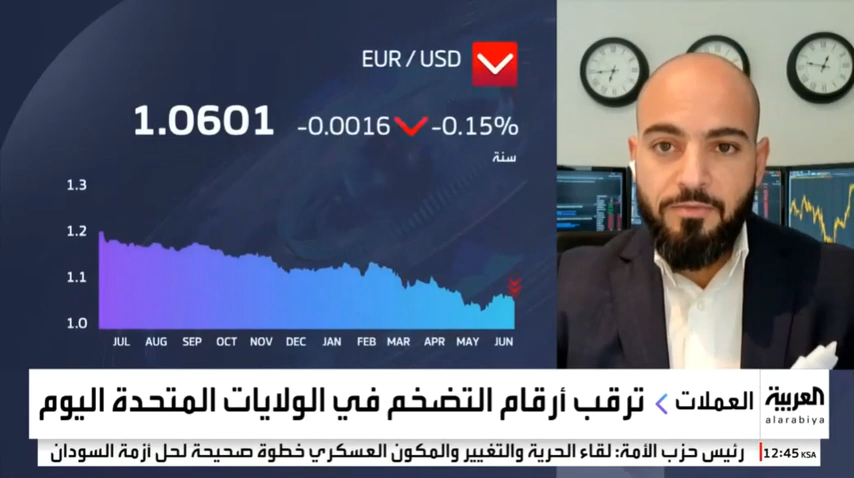 EUR / USD
1.0601 -0.0016 -0.15%
سنة
1.3
1.2
1.1
1.0
JUL AUG SEP OCT NOV DEC JAN FEB MAR APR MAY JUN
العربية
alarabiya
العملات > ترقب أرقام التضخم في الولايات المتحدة اليوم
12:45 KSA
رئيس حزب الأمة: لقاء الحرية والتغيير والمكون العسكري خطوة صحيحة لحل أزمة السودان